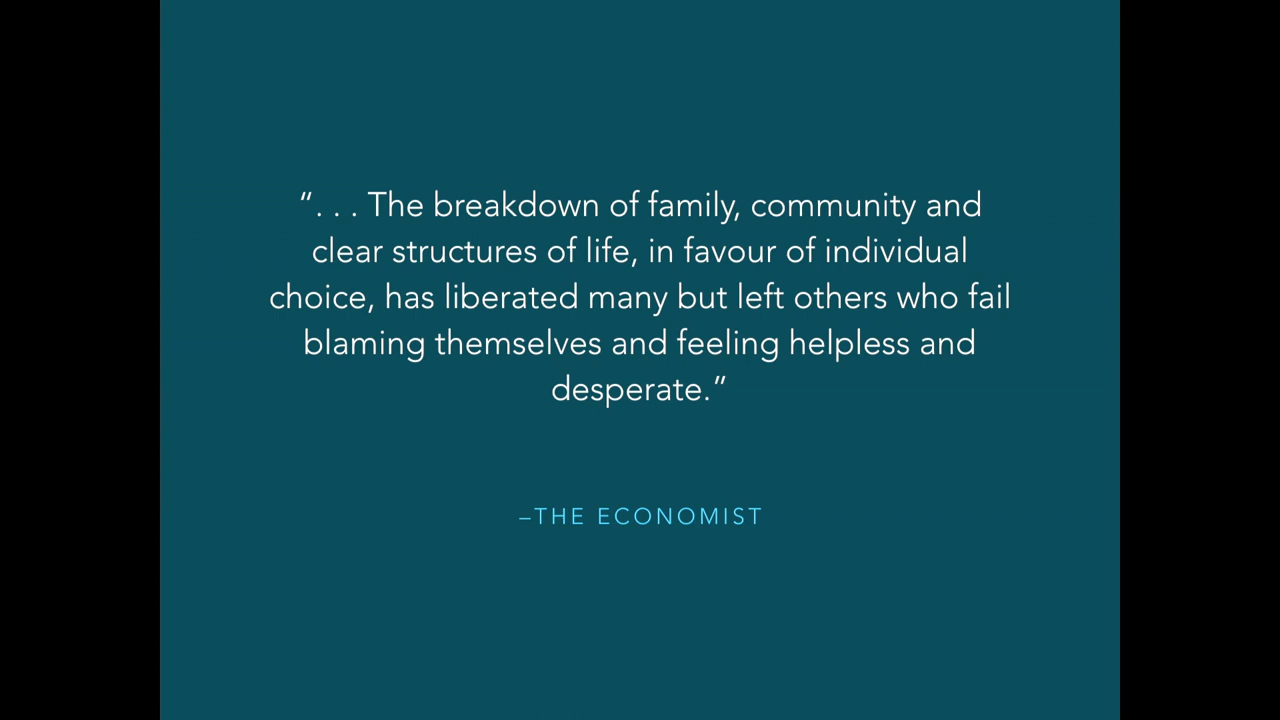 “. . . The breakdown of family, community and
clear structures of life, in favour of individual
choice, has liberated many but left others who fail
blaming themselves and feeling helpless and
desperate.”
–THE ECONOMIST